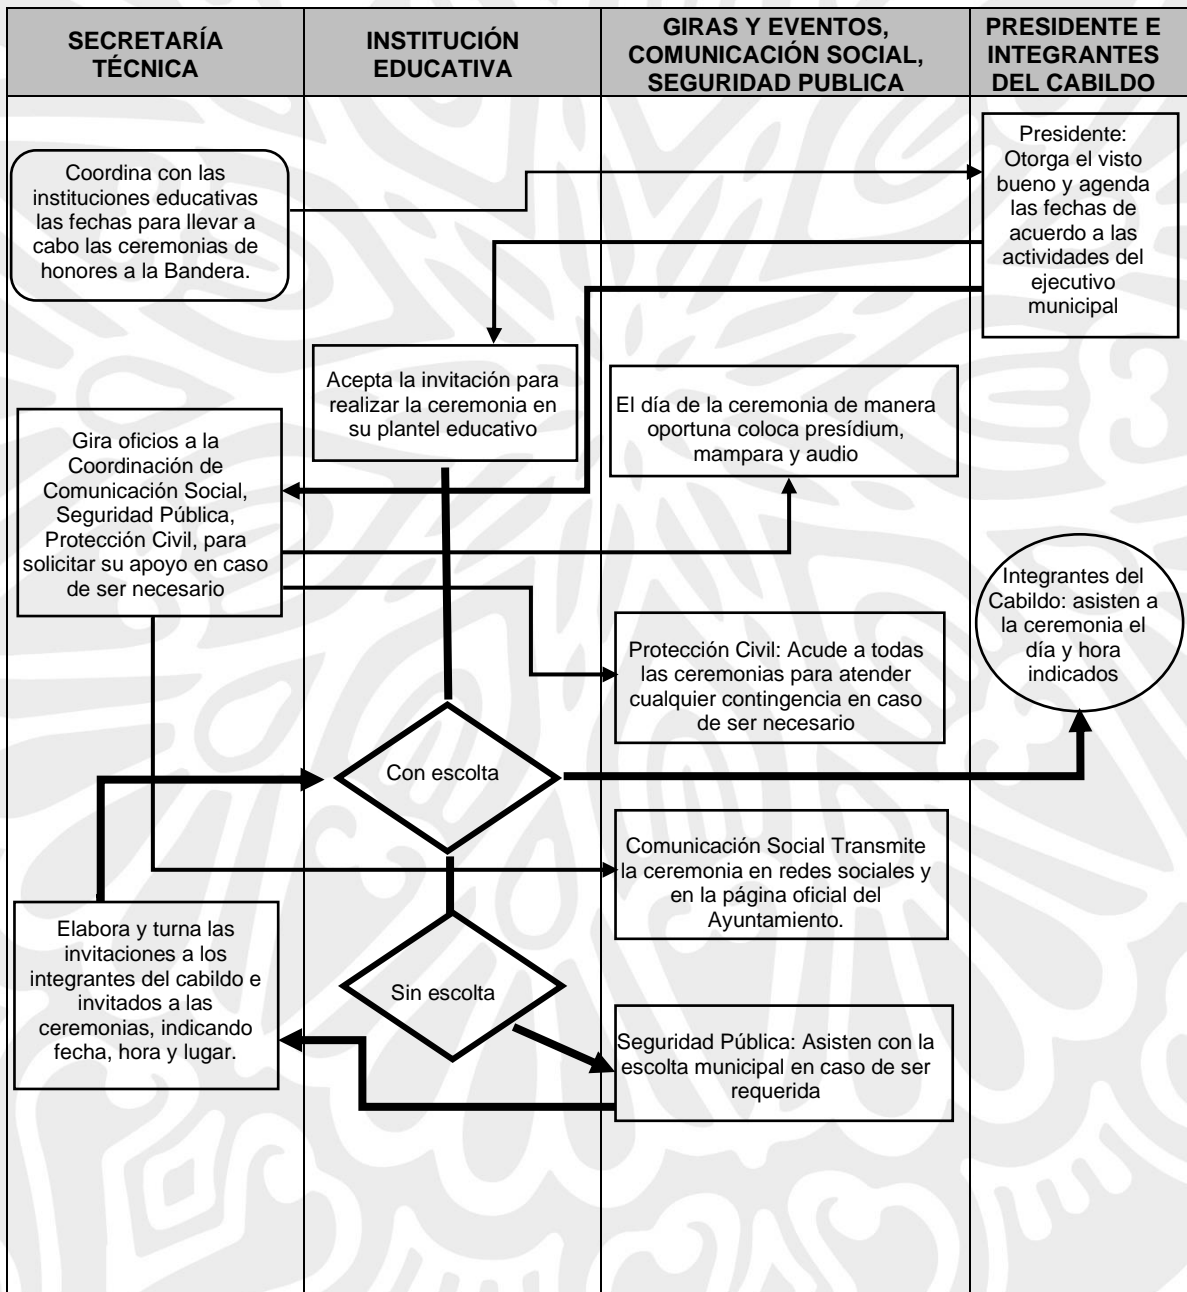 SECRETARÍA
TÉCNICA
INSTITUCIÓN
EDUCATIVA
GIRAS Y EVENTOS,
COMUNICACIÓN SOCIAL,
SEGURIDAD PUBLICA
PRESIDENTE E
INTEGRANTES
DEL CABILDO
Coordina con las
instituciones educativas
las fechas para llevar a
cabo las ceremonias de
honores a la Bandera.
Presidente:
Otorga el visto
bueno y agenda
las fechas de
acuerdo a las
actividades del
ejecutivo
municipal
Acepta la invitación para
realizar la ceremonia en
su plantel educativo
El día de la ceremonia de manera
oportuna coloca presídium,
mampara y audio
Gira oficios a la
Coordinación de
Comunicación Social,
Seguridad Pública,
Protección Civil, para
solicitar su apoyo en caso
de ser necesario
Integrantes del
Cabildo: asisten a
la ceremonia el
día y hora
indicados
Protección Civil: Acude a todas
las ceremonias para atender
cualquier contingencia en caso
de ser necesario
Con escolta
Comunicación Social Transmite
la ceremonia en redes sociales y
en la página oficial del
Ayuntamiento.
Elabora y turna las
invitaciones a los
integrantes del cabildo e
invitados a las
ceremonias, indicando
fecha, hora y lugar.
Sin escolta
Seguridad Pública: Asisten con la
escolta municipal en caso de ser
requerida